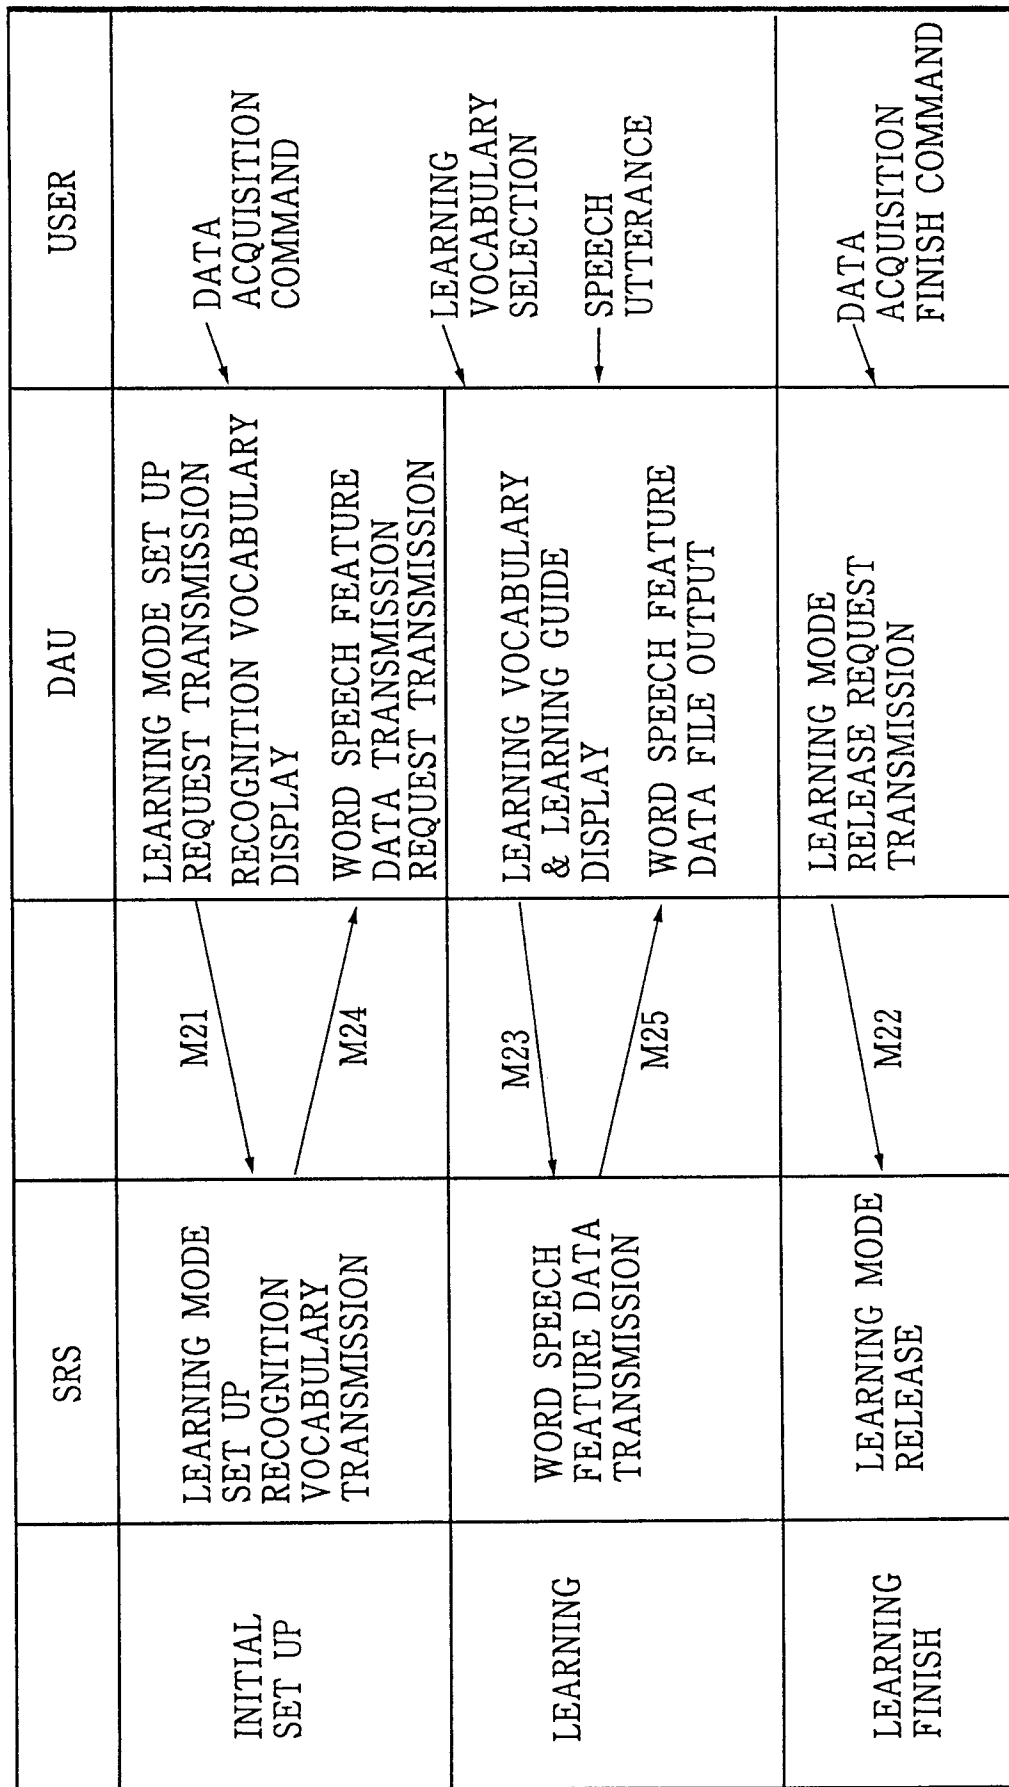 SRS
DAU
USER
INITIAL
SET UP
LEARNING MODE
SET UP
RECOGNITION
VOCABULARY
TRANSMISSION
M21
M24
LEARNING MODE SET UP
REQUEST TRANSMISSION
RECOGNITION VOCABULARY
DISPLAY
WORD SPEECH FEATURE
DATA TRANSMISSION
REQUEST TRANSMISSION
DATA
ACQUISITION
COMMAND
LEARNING
WORD SPEECH
FEATURE DATA
TRANSMISSION
M23
M25
LEARNING VOCABULARY
& LEARNING GUIDE
DISPLAY
WORD SPEECH FEATURE
DATA FILE OUTPUT
LEARNING
VOCABULARY
SELECTION
SPEECH
UTTERANCE
LEARNING
FINISH
LEARNING MODE
RELEASE
M22
LEARNING MODE
RELEASE REQUEST
TRANSMISSION
DATA
ACQUISITION
FINISH COMMAND